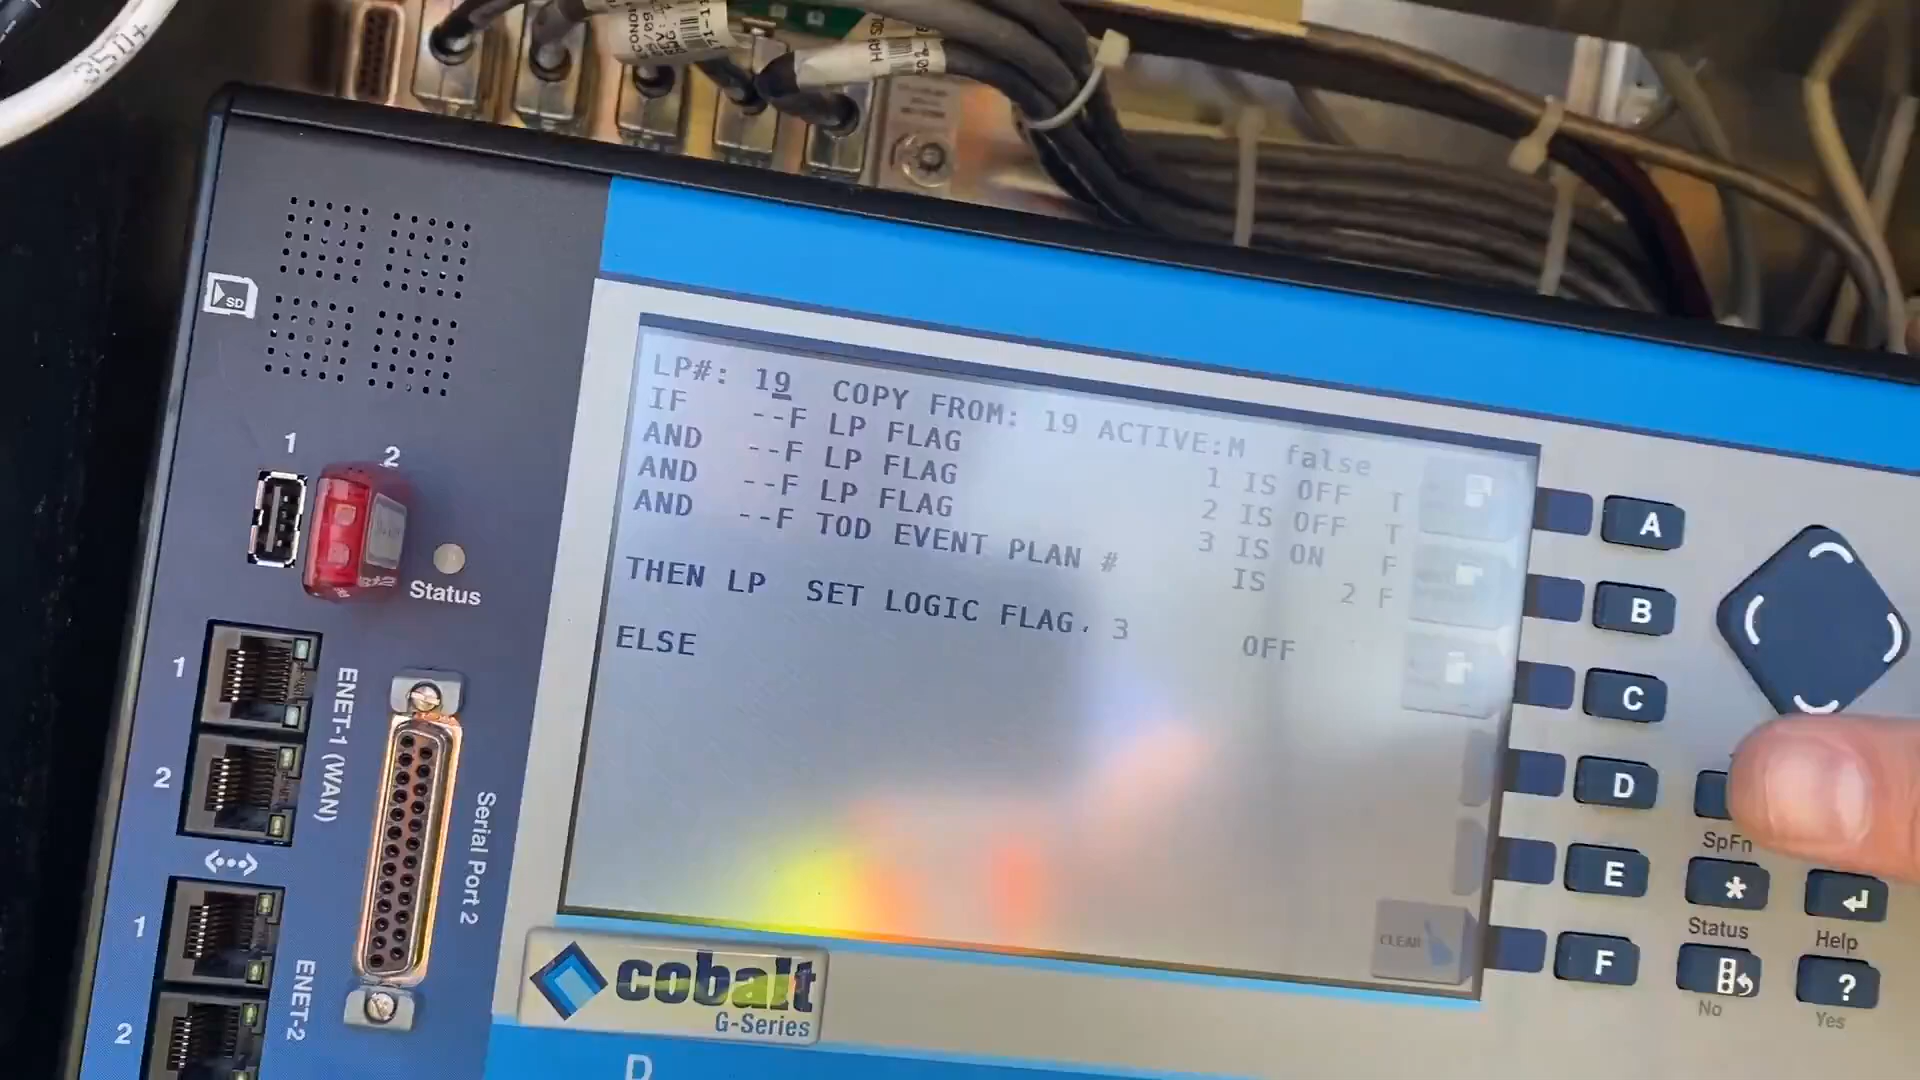 350+
SD
1
2
Status
1
2
ENET-1 (WAN)
Serial Port 2
1
2
ENET-2
LP#: 19 COPY FROM: 19 ACTIVE:M false
IF --F LP FLAG 1 IS OFF T
AND --F LP FLAG 2 IS OFF T
AND --F LP FLAG 3 IS ON F
AND --F TOD EVENT PLAN # IS 2 F
THEN LP SET LOGIC FLAG. 3 OFF
ELSE
CLEAR
A
B
C
D
E
F
SpFn
*
Status
Help
?
No
Yes
cobalt
G-Series